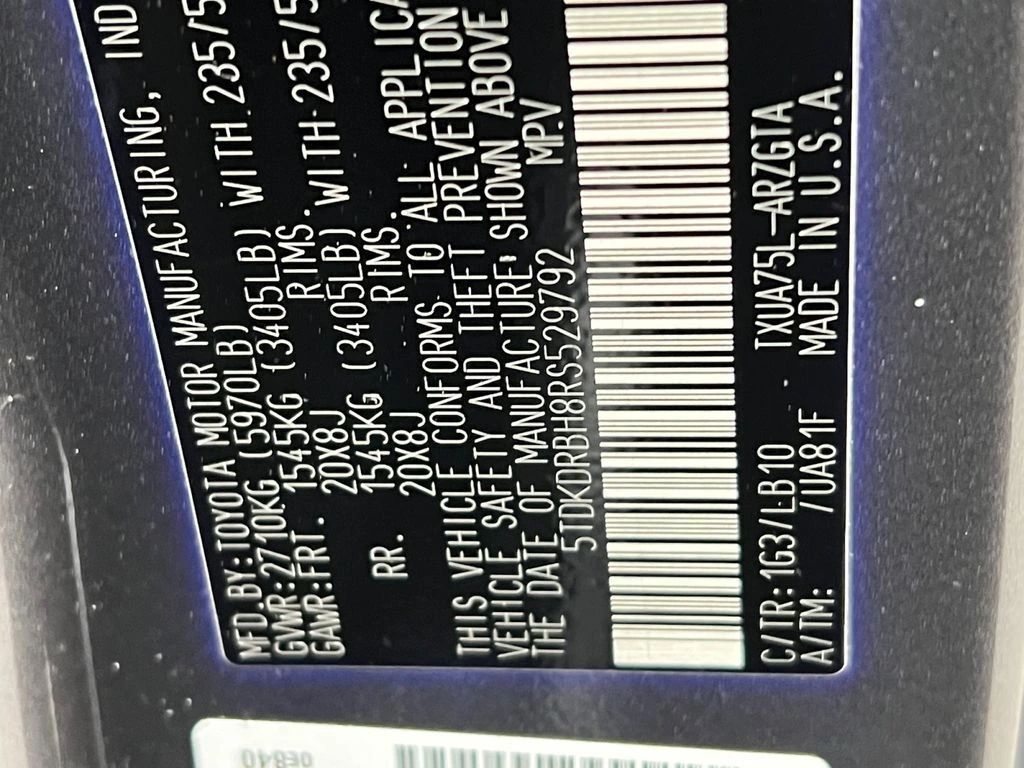 MFD.BY:TOYOTA MOTOR MANUFACTURING, IND
GVWR:2710KG(5970LB)
GAWR:FRT. 1545KG (3405LB) WITH 235/5
20X8J RIMS.
RR. 1545KG (3405LB) WITH 235/5
20X8J RIMS.
THIS VEHICLE CONFORMS TO ALL APPLICA
VEHICLE SAFETY AND THEFT PREVENTION
THE DATE OF MANUFACTURE SHOWN ABOVE
5TDKDRBH8RS529792 MPV
C/TR:1G3/LB10 TXUA75L-ARZGTA
A/TM: /UA81F MADE IN U.S.A.
0EB40